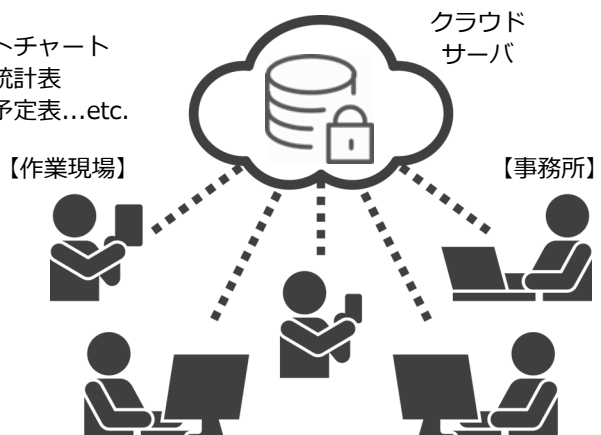 トチャート
統計表
予定表...etc.
クラウド
サーバ
【作業現場】
【事務所】